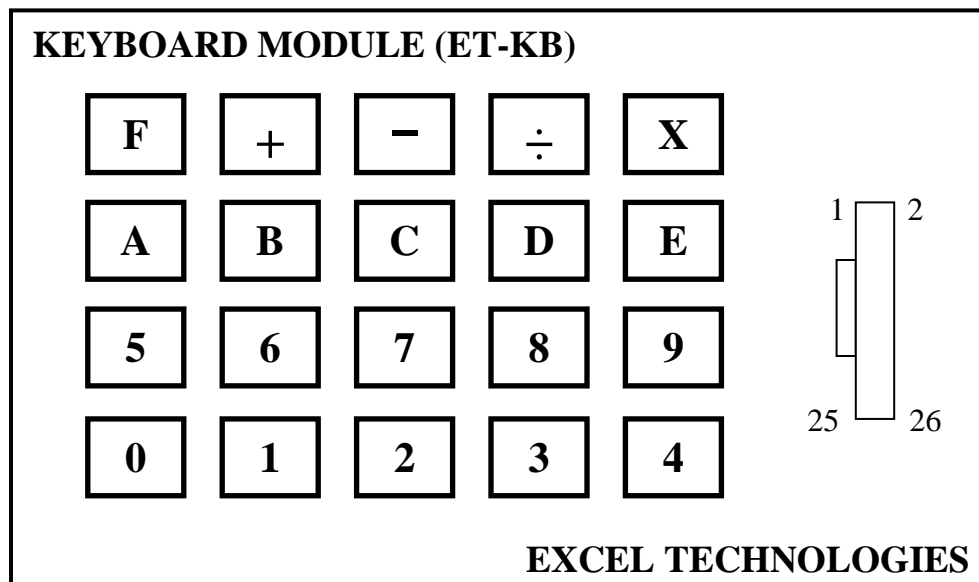 KEYBOARD MODULE (ET-KB)
F + − ÷ X
A B C D E
1 2
5 6 7 8 9
25 26
0 1 2 3 4
EXCEL TECHNOLOGIES